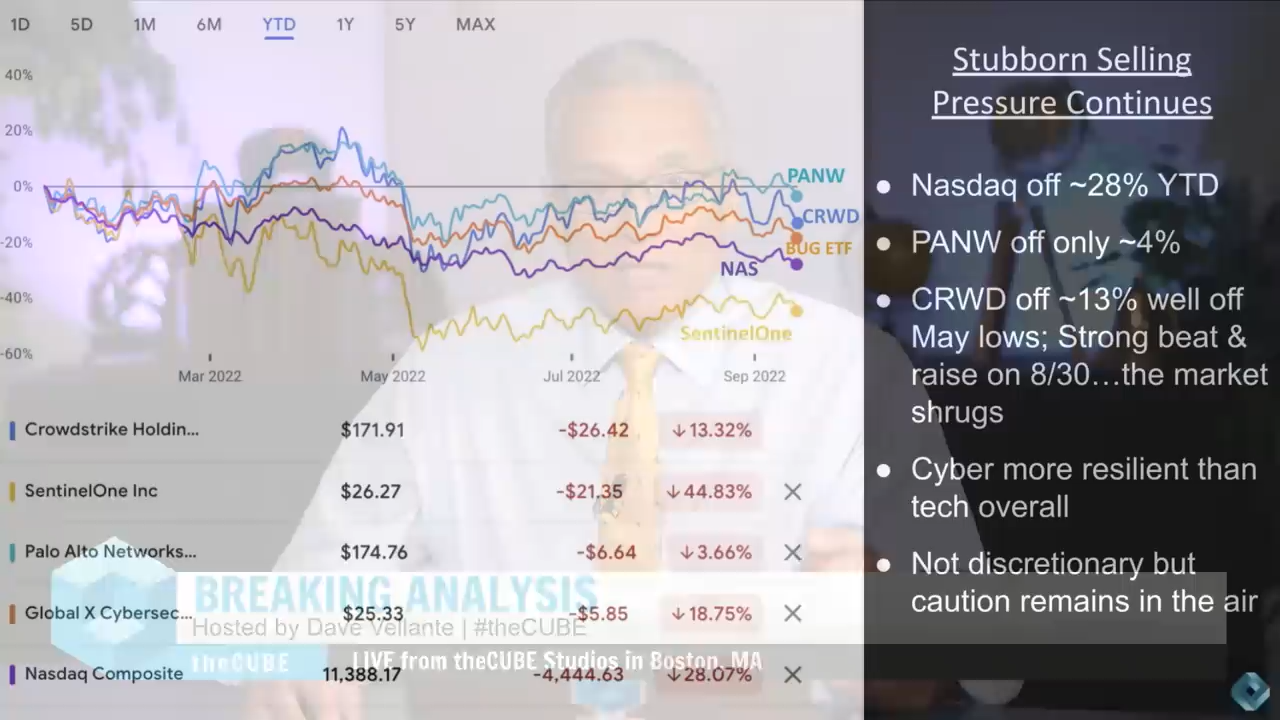 1D 5D 1M 6M YTD 1Y 5Y MAX
40%
20%
0%
-20%
-40%
-60%
PANW
CRWD
BUG ETF
NAS
SentinelOne
Mar 2022 May 2022 Jul 2022 Sep 2022
Crowdstrike Holdin... $171.91 -$26.42 ↓13.32%
SentinelOne Inc $26.27 -$21.35 ↓44.83%
Palo Alto Networks... $174.76 -$6.64 ↓3.66%
Global X Cybersec... $25.33 -$5.85 ↓18.75%
Nasdaq Composite 11,388.17 -4,444.63 ↓28.07%
BREAKING ANALYSIS
Hosted by Dave Vellante | #theCUBE
theCUBE LIVE from theCUBE Studios in Boston, MA
Stubborn Selling
Pressure Continues
● Nasdaq off ~28% YTD
● PANW off only ~4%
● CRWD off ~13% well off
May lows; Strong beat &
raise on 8/30…the market
shrugs
● Cyber more resilient than
tech overall
● Not discretionary but
caution remains in the air